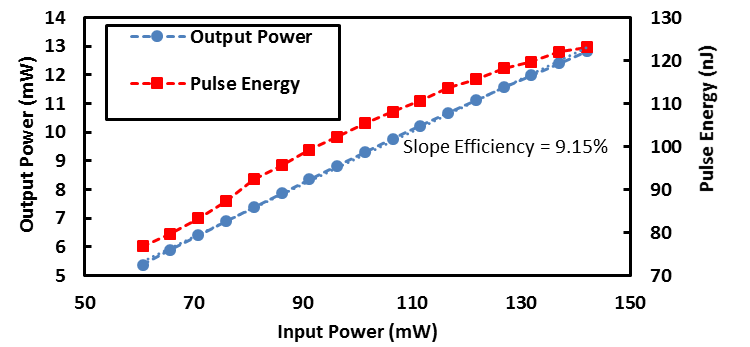 Output Power
Pulse Energy
Slope Efficiency = 9.15%
Output Power (mW)
14
13
12
11
10
9
8
7
6
5
Pulse Energy (nJ)
130
120
110
100
90
80
70
50 70 90 110 130 150
Input Power (mW)